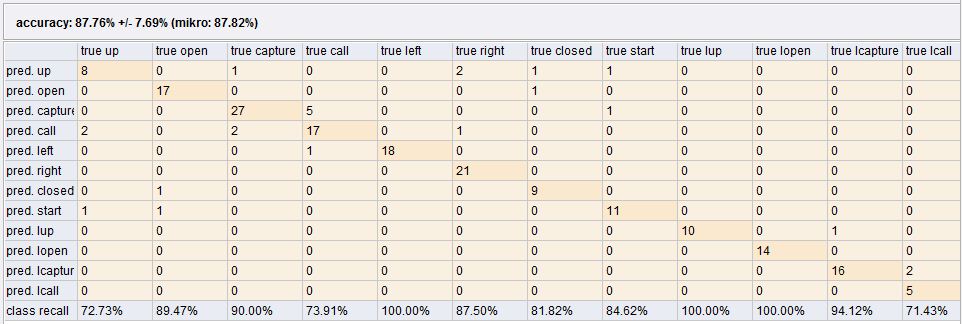 accuracy: 87.76% +/- 7.69% (mikro: 87.82%)
true up true open true capture true call true left true right true closed true start true lup true lopen true lcapture true lcall
pred. up 8 0 1 0 0 2 1 1 0 0 0 0
pred. open 0 17 0 0 0 0 1 0 0 0 0 0
pred. capture 0 0 27 5 0 0 0 1 0 0 0 0
pred. call 2 0 2 17 0 1 0 0 0 0 0 0
pred. left 0 0 0 1 18 0 0 0 0 0 0 0
pred. right 0 0 0 0 0 21 0 0 0 0 0 0
pred. closed 0 1 0 0 0 0 9 0 0 0 0 0
pred. start 1 1 0 0 0 0 0 11 0 0 0 0
pred. lup 0 0 0 0 0 0 0 0 10 0 1 0
pred. lopen 0 0 0 0 0 0 0 0 0 14 0 0
pred. lcaptur 0 0 0 0 0 0 0 0 0 0 16 2
pred. lcall 0 0 0 0 0 0 0 0 0 0 0 5
class recall 72.73% 89.47% 90.00% 73.91% 100.00% 87.50% 81.82% 84.62% 100.00% 100.00% 94.12% 71.43%